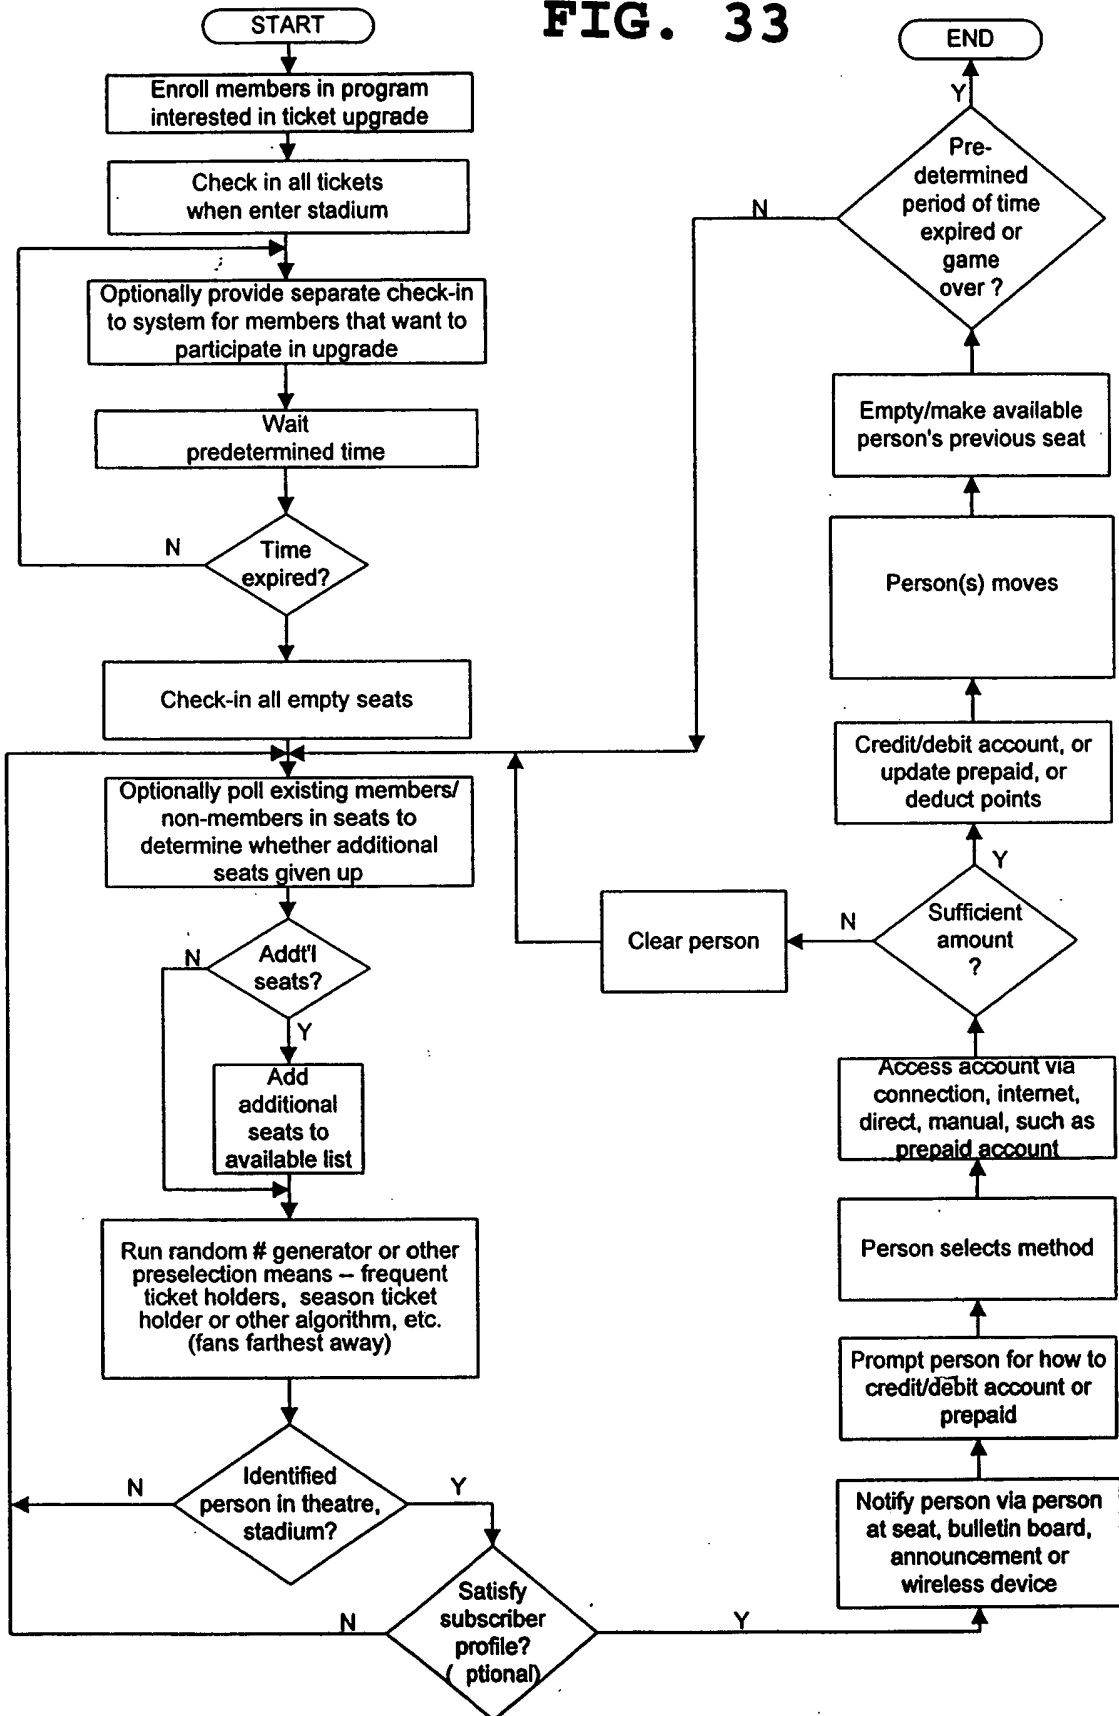 FIG. 33
START
Enroll members in program
interested in ticket upgrade
Check in all tickets
when enter stadium
Optionally provide separate check-in
to system for members that want to
participate in upgrade
Wait
predetermined time
N
Time
expired?
Check-in all empty seats
Optionally poll existing members/
non-members in seats to
determine whether additional
seats given up
N
Addt'l
seats?
Y
Add
additional
seats to
available list
Run random # generator or other
preselection means – frequent
ticket holders, season ticket
holder or other algorithm, etc.
(fans farthest away)
N
Identified
person in theatre,
stadium?
Y
N
Satisfy
subscriber
profile?
( ptional)
Y
Notify person via person
at seat, bulletin board,
announcement or
wireless device
Prompt person for how to
credit/debit account or
prepaid
Person selects method
Access account via
connection, internet,
direct, manual, such as
prepaid account
Sufficient
amount
?
N
Clear person
Y
Credit/debit account, or
update prepaid, or
deduct points
Person(s) moves
Empty/make available
person's previous seat
Pre-
determined
period of time
expired or
game
over ?
N
Y
END